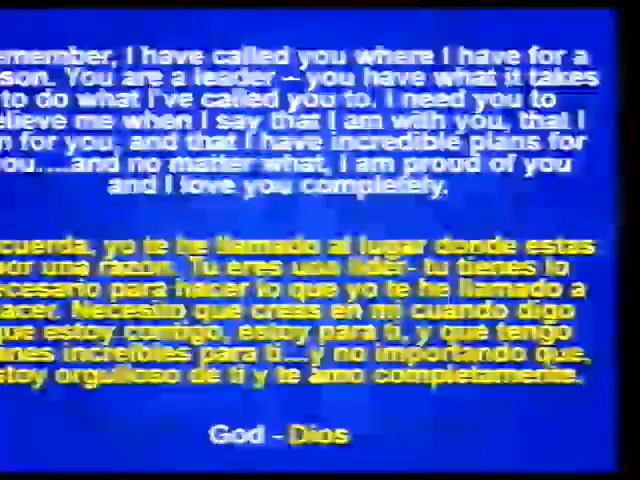 emember, I have called you where I have for a
son. You are a leader – you have what it takes
to do what I've called you to. I need you to
elieve me when I say that I am with you, that I
m for you, and that I have incredible plans for
ou....and no matter what, I am proud of you
and I love you completely.
cuerda, yo te he llamado al lugar donde estas
por una razón. Tu eres una lider- tu tienes lo
cesario para hacer lo que yo te he llamado a
acer. Necesito que creas en mi cuando digo
que estoy contigo, estoy para ti, y que tengo
anes increibles para ti....y no importando que,
stoy orgulloso de ti y te amo completamente.
God - Dios